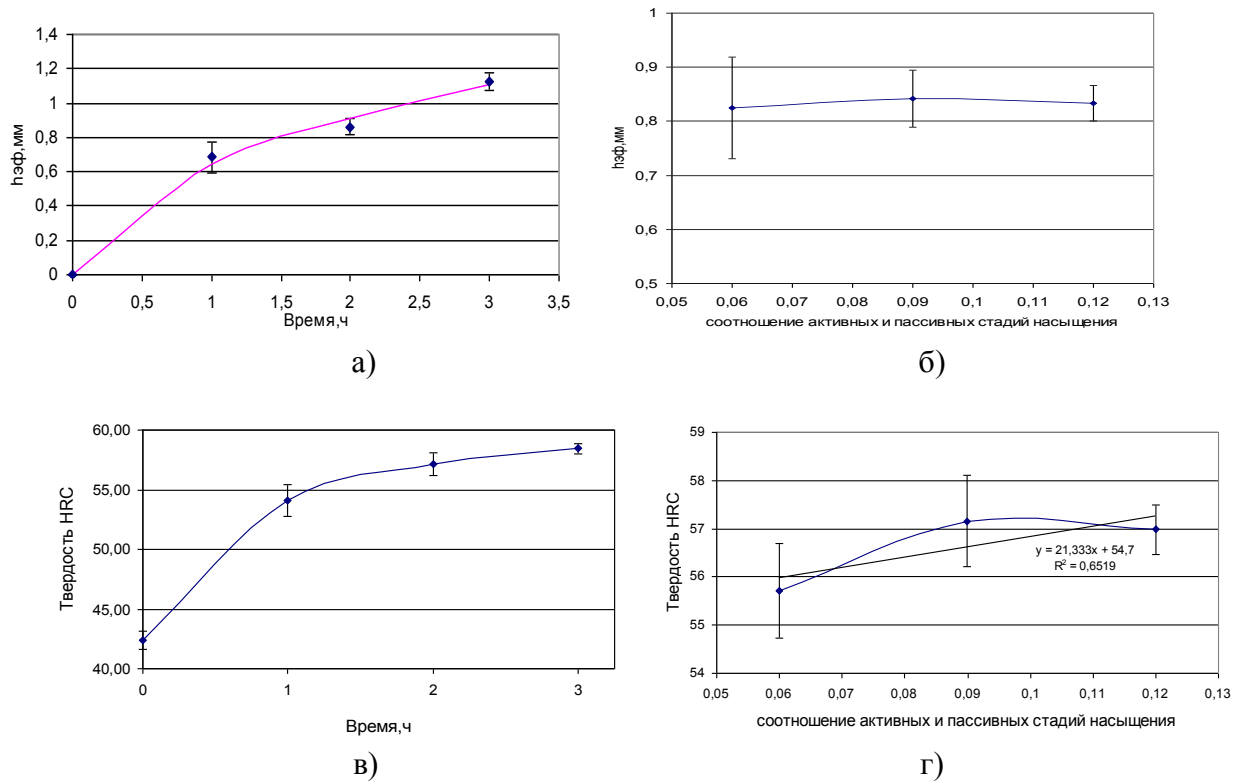 1,4
1,2
1
0,8
0,6
0,4
0,2
0
hэф,мм
0 0,5 1 1,5 2 2,5 3 3,5
Время,ч
а)
1
0,9
0,8
0,7
0,6
0,5
hэф,мм
0,05 0,06 0,07 0,08 0,09 0,1 0,11 0,12 0,13
соотношение активных и пассивных стадий насыщения
б)
60,00
55,00
50,00
45,00
40,00
Твердость HRC
0 1 2 3
Время,ч
в)
59
58
57
56
55
54
Твердость HRC
y = 21,333x + 54,7
R² = 0,6519
0,05 0,06 0,07 0,08 0,09 0,1 0,11 0,12 0,13
соотношение активных и пассивных стадий насыщения
г)